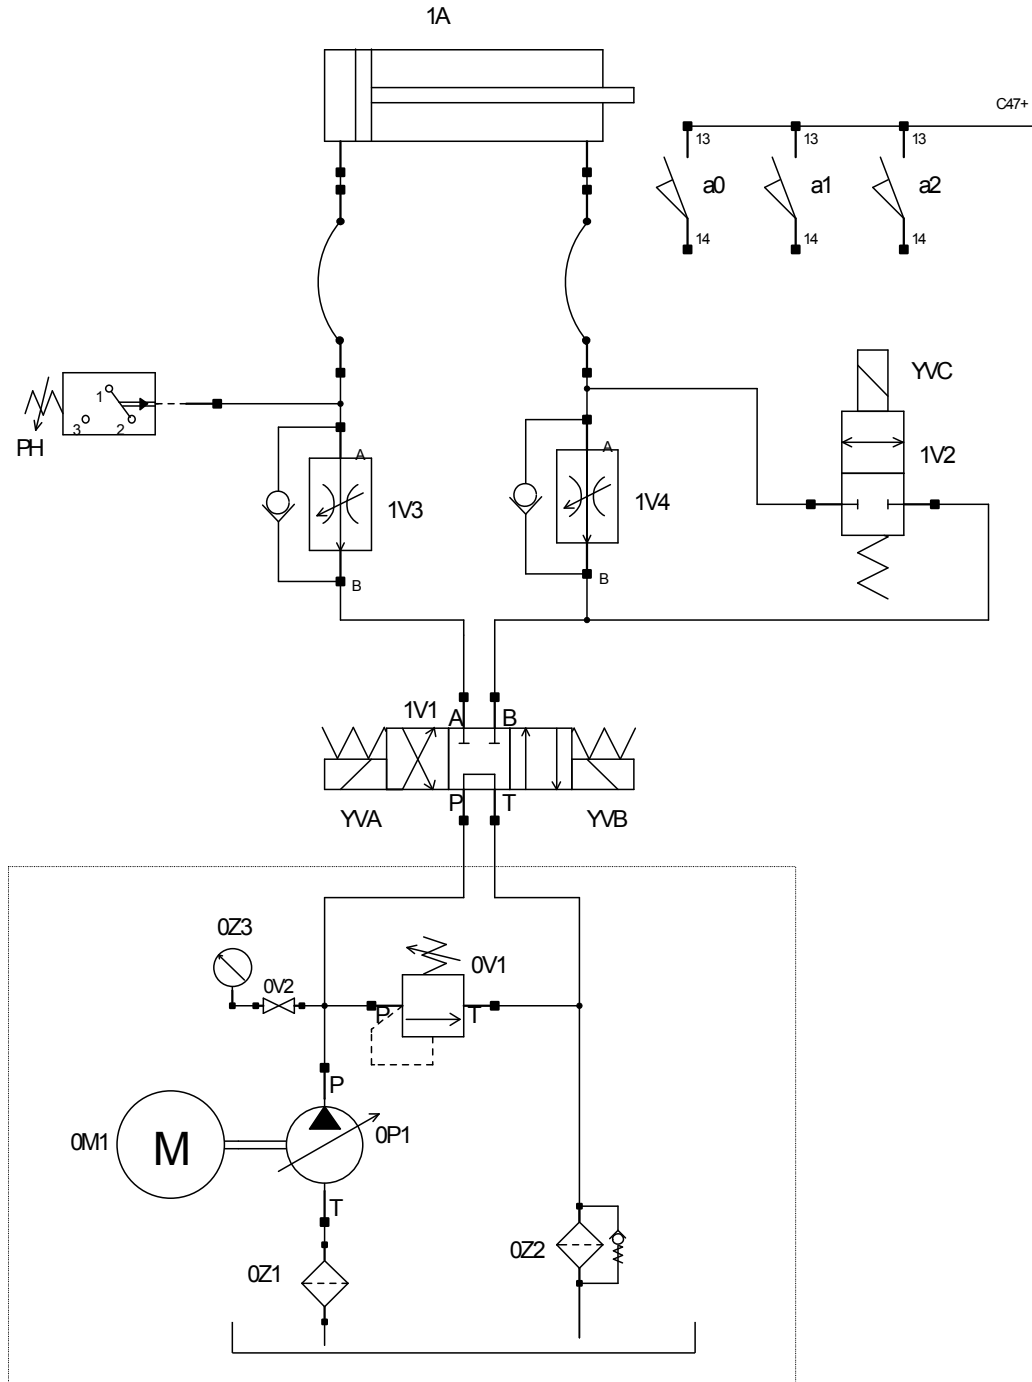 1A
C47+
13 13 13
a0 a1 a2
14 14 14
YVC
1
3 2
PH
A A
1V2
1V3 1V4
B B
1V1 A B
P T
YVA YVB
0Z3
0V1
0V2
P T
P
0M1 M 0P1
T
0Z2
0Z1